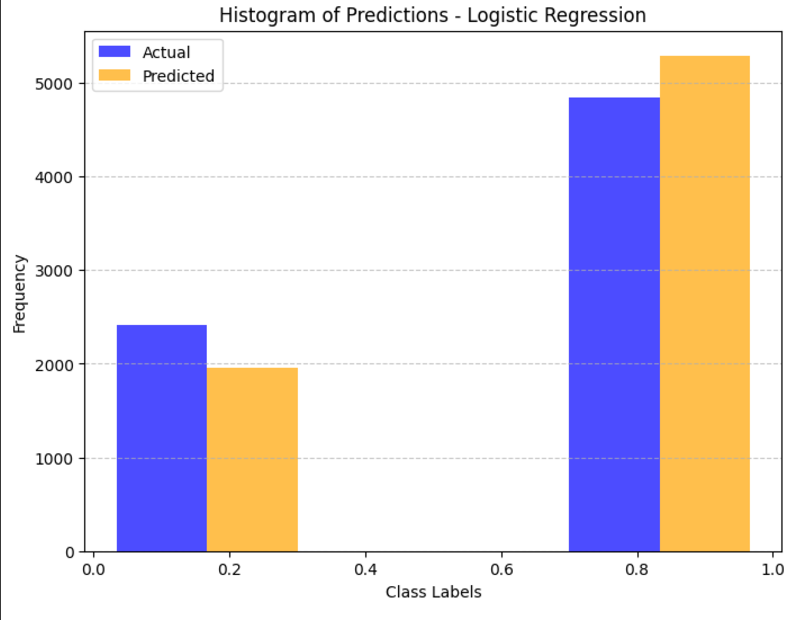 Histogram of Predictions - Logistic Regression
Actual
Predicted
5000
4000
3000
2000
1000
0
Frequency
0.0 0.2 0.4 0.6 0.8 1.0
Class Labels